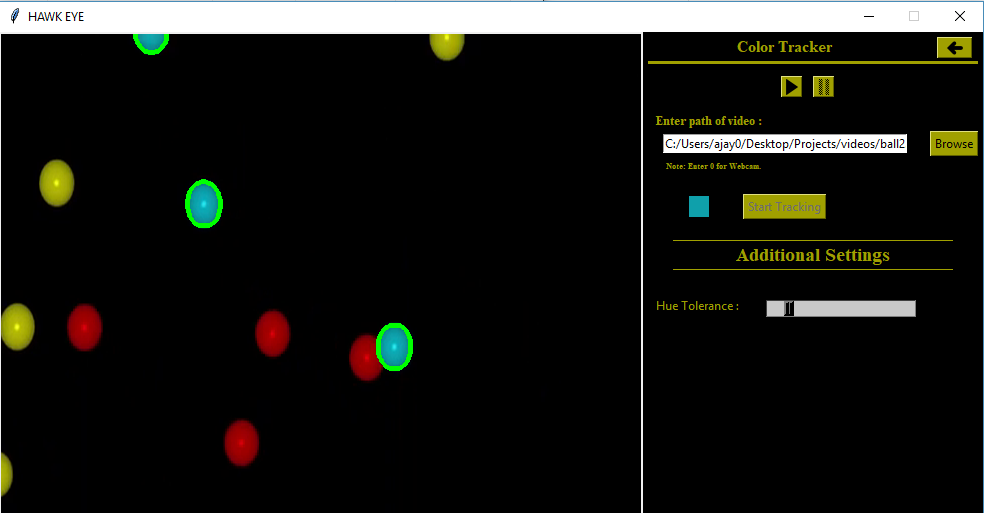 HAWK EYE
Color Tracker
Enter path of video :
C:/Users/ajay0/Desktop/Projects/videos/ball2
Browse
Note: Enter 0 for Webcam.
Start Tracking
Additional Settings
Hue Tolerance :